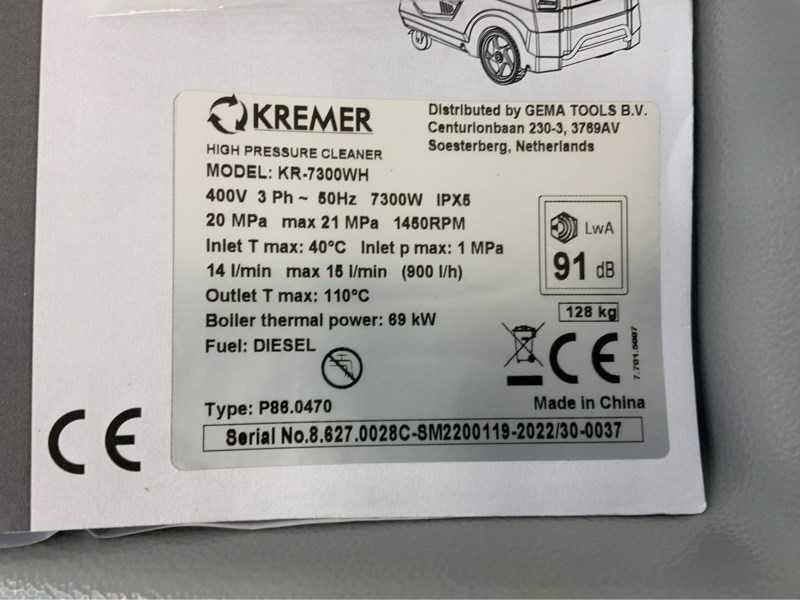 KREMER
Distributed by GEMA TOOLS B.V.
Centurionbaan 230-3, 3769AV
Soesterberg, Netherlands
HIGH PRESSURE CLEANER
MODEL: KR-7300WH
400V 3 Ph ~ 50Hz 7300W IPX5
20 MPa max 21 MPa 1450RPM
Inlet T max: 40°C Inlet p max: 1 MPa
14 l/min max 15 l/min (900 l/h)
Outlet T max: 110°C
Boiler thermal power: 69 kW
Fuel: DIESEL
LwA
91 dB
128 kg
CE
7.701.5007
Type: P86.0470
Made in China
Serial No.8.627.0028C-SM2200119-2022/30-0037
CE